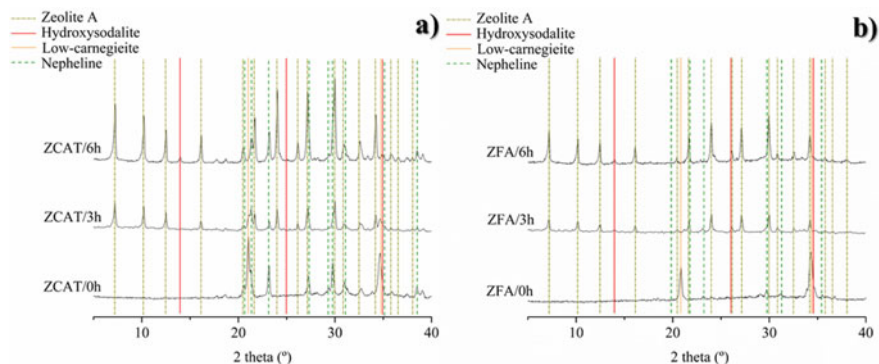 Zeolite A
Hydroxysodalite
Low-carnegieite
Nepheline
a)
ZCAT/6h
ZCAT/3h
ZCAT/0h
10
20
30
40
2 theta (º)
Zeolite A
Hydroxysodalite
Low-carnegieite
Nepheline
b)
ZFA/6h
ZFA/3h
ZFA/0h
10
20
30
40
2 theta (º)